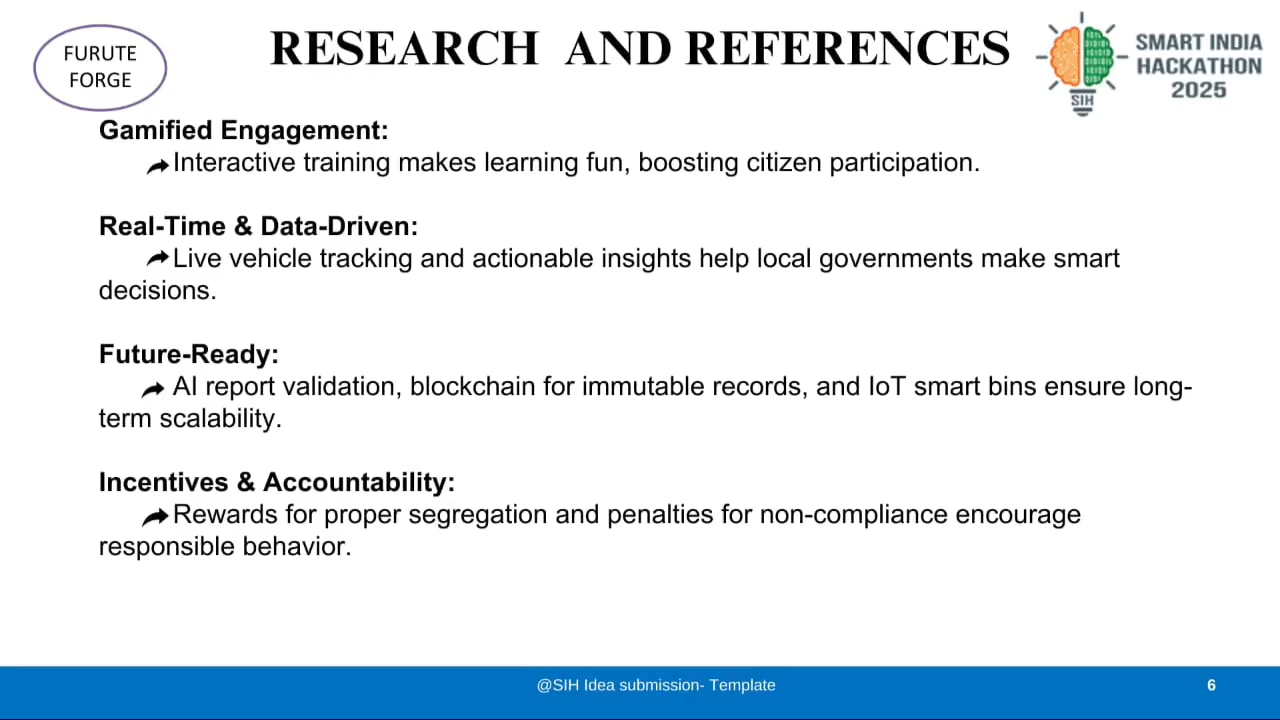 FURUTE
FORGE
RESEARCH AND REFERENCES
SIH
SMART INDIA
HACKATHON
2025
Gamified Engagement:
Interactive training makes learning fun, boosting citizen participation.
Real-Time & Data-Driven:
Live vehicle tracking and actionable insights help local governments make smart
decisions.
Future-Ready:
AI report validation, blockchain for immutable records, and IoT smart bins ensure long-
term scalability.
Incentives & Accountability:
Rewards for proper segregation and penalties for non-compliance encourage
responsible behavior.
@SIH Idea submission- Template
6